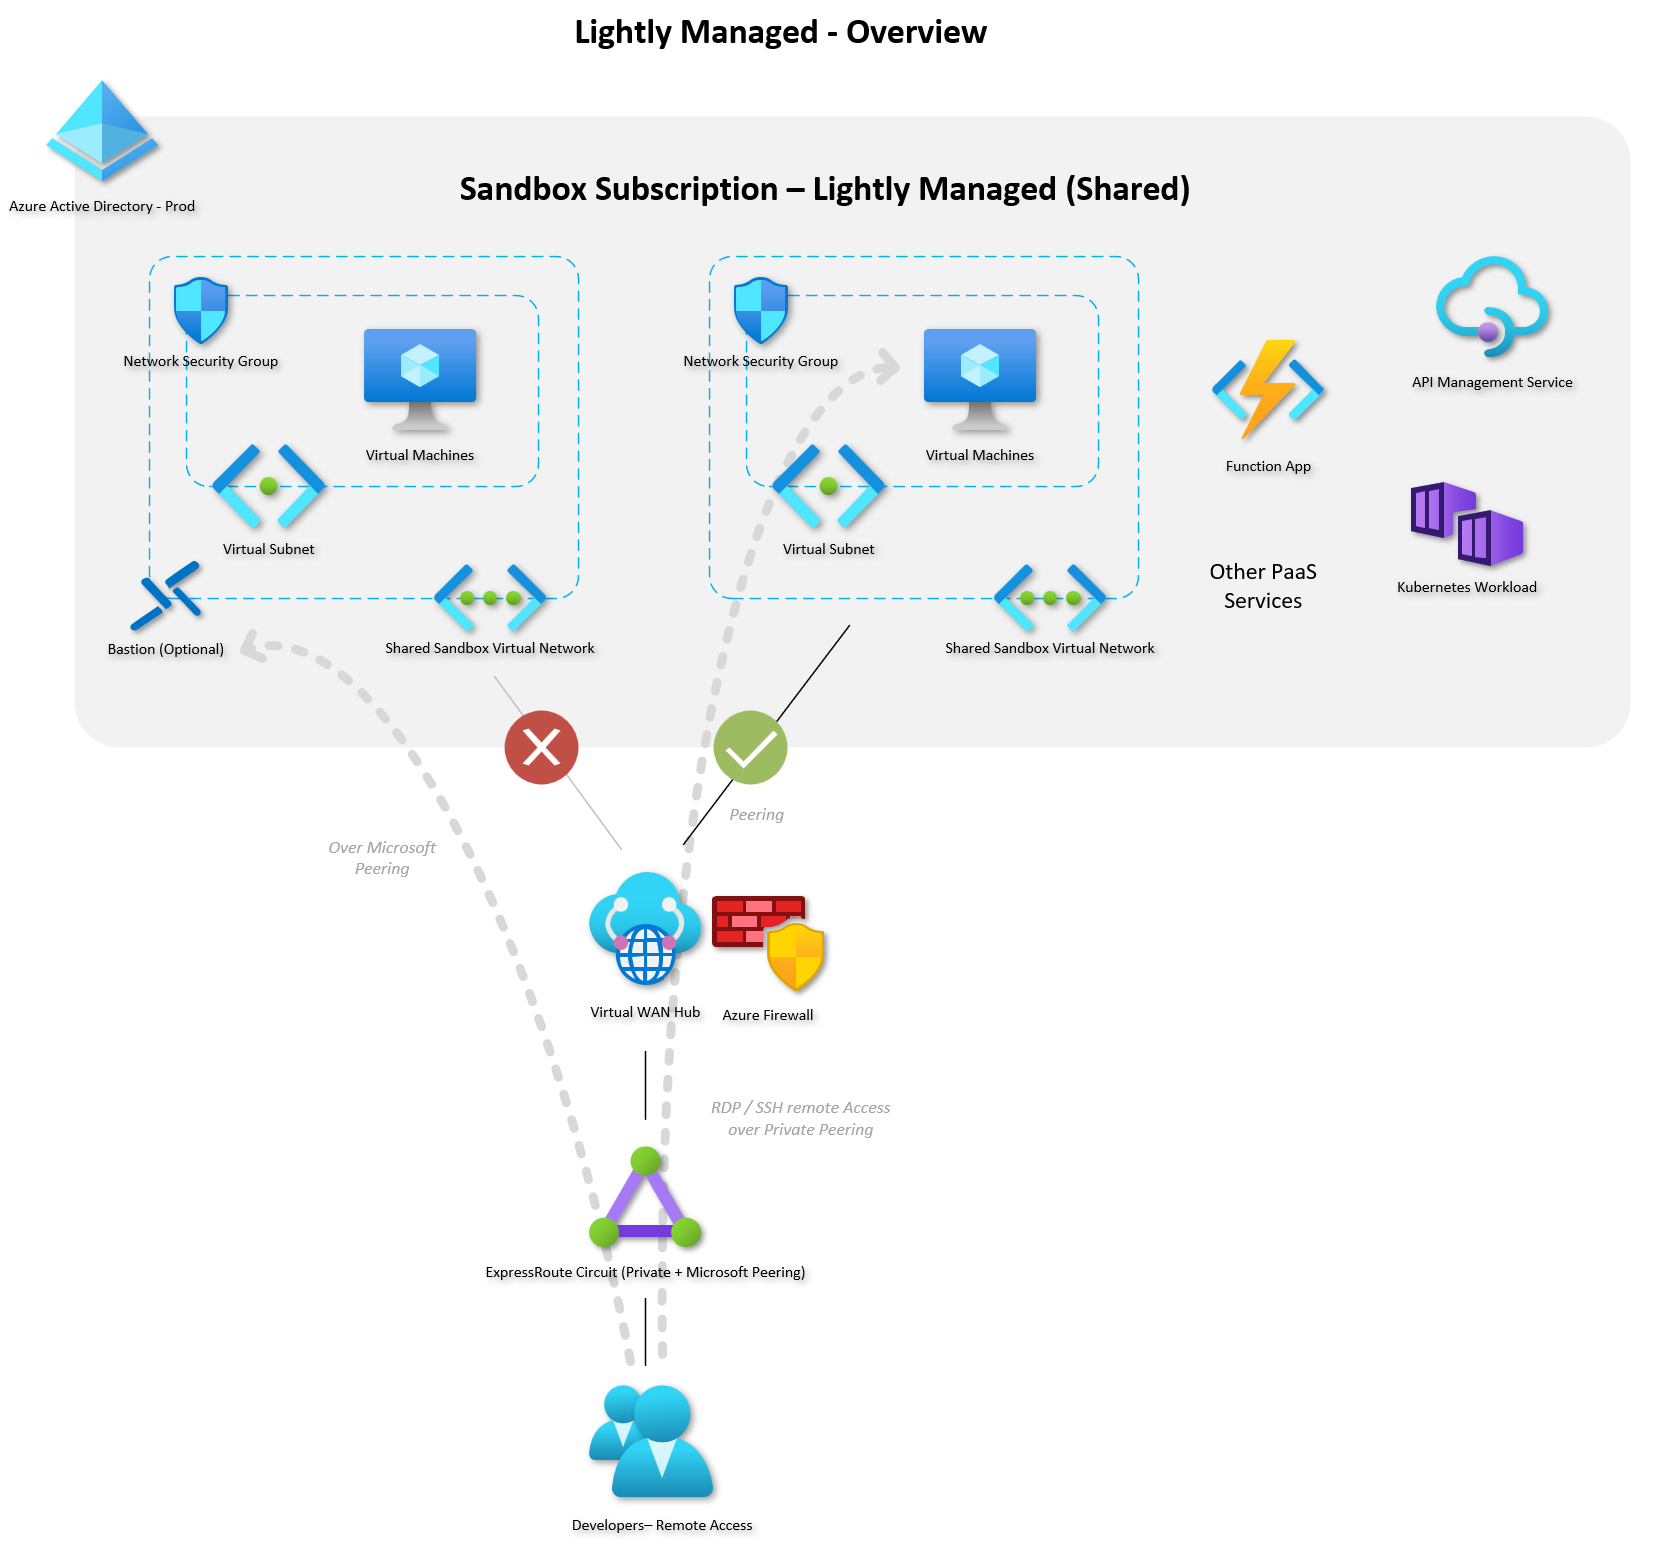 Lightly Managed - Overview
Azure Active Directory - Prod
Sandbox Subscription – Lightly Managed (Shared)
Network Security Group
Virtual Machines
Virtual Subnet
Bastion (Optional)
Shared Sandbox Virtual Network
Network Security Group
Virtual Machines
Virtual Subnet
Shared Sandbox Virtual Network
API Management Service
Function App
Other PaaS
Services
Kubernetes Workload
Peering
Over Microsoft
Peering
Virtual WAN Hub
Azure Firewall
RDP / SSH remote Access
over Private Peering
ExpressRoute Circuit (Private + Microsoft Peering)
Developers– Remote Access